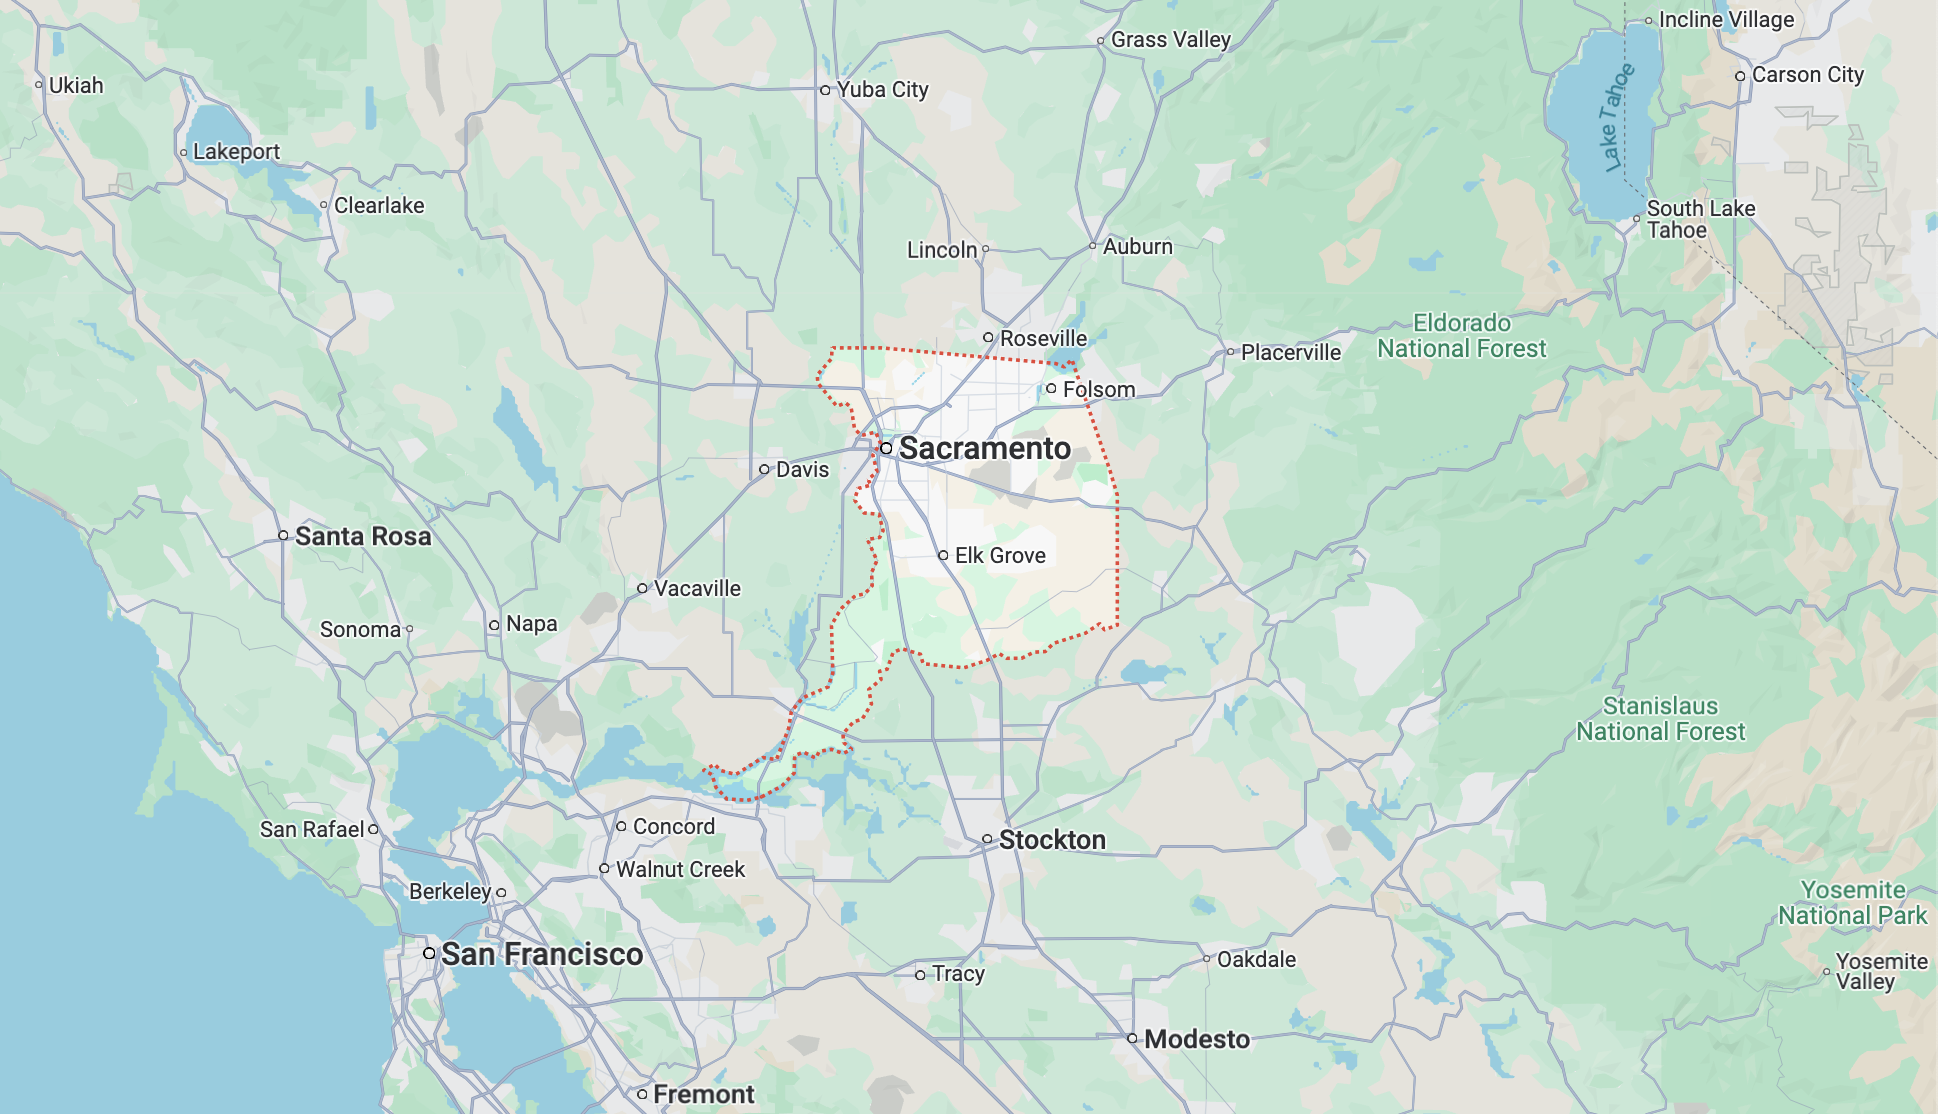 Incline Village
Grass Valley
Carson City
Ukiah
Yuba City
Lake Tahoe
Lakeport
Clearlake
South Lake
Tahoe
Lincoln
Auburn
Eldorado
National Forest
Roseville
Placerville
Folsom
Sacramento
Davis
Santa Rosa
Elk Grove
Vacaville
Sonoma
Napa
Stanislaus
National Forest
San Rafael
Concord
Stockton
Walnut Creek
Berkeley
Yosemite
National Park
San Francisco
Tracy
Oakdale
Yosemite
Valley
Modesto
Fremont